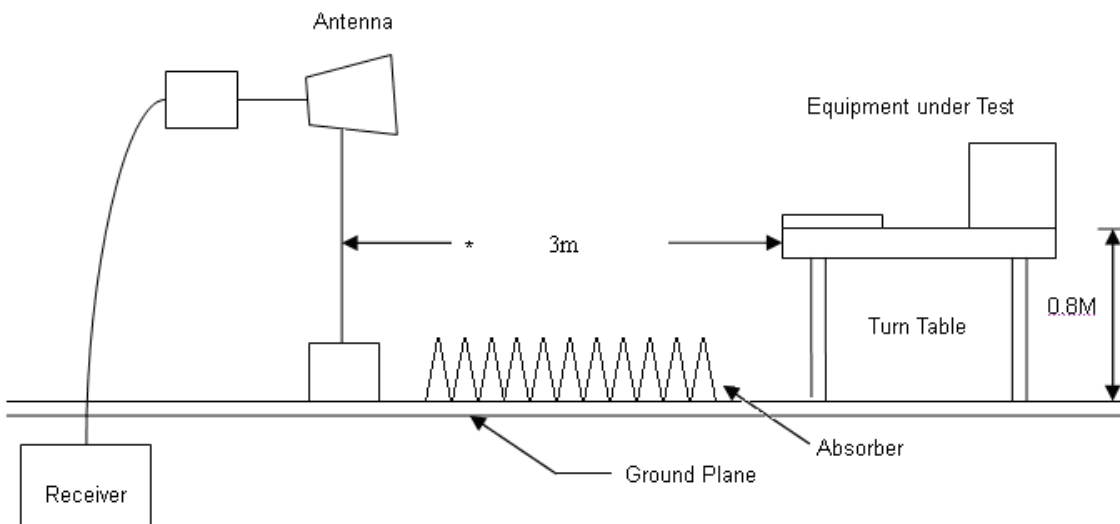 Antenna
Equipment under Test
* 3m
0.8M
Turn Table
Absorber
Ground Plane
Receiver